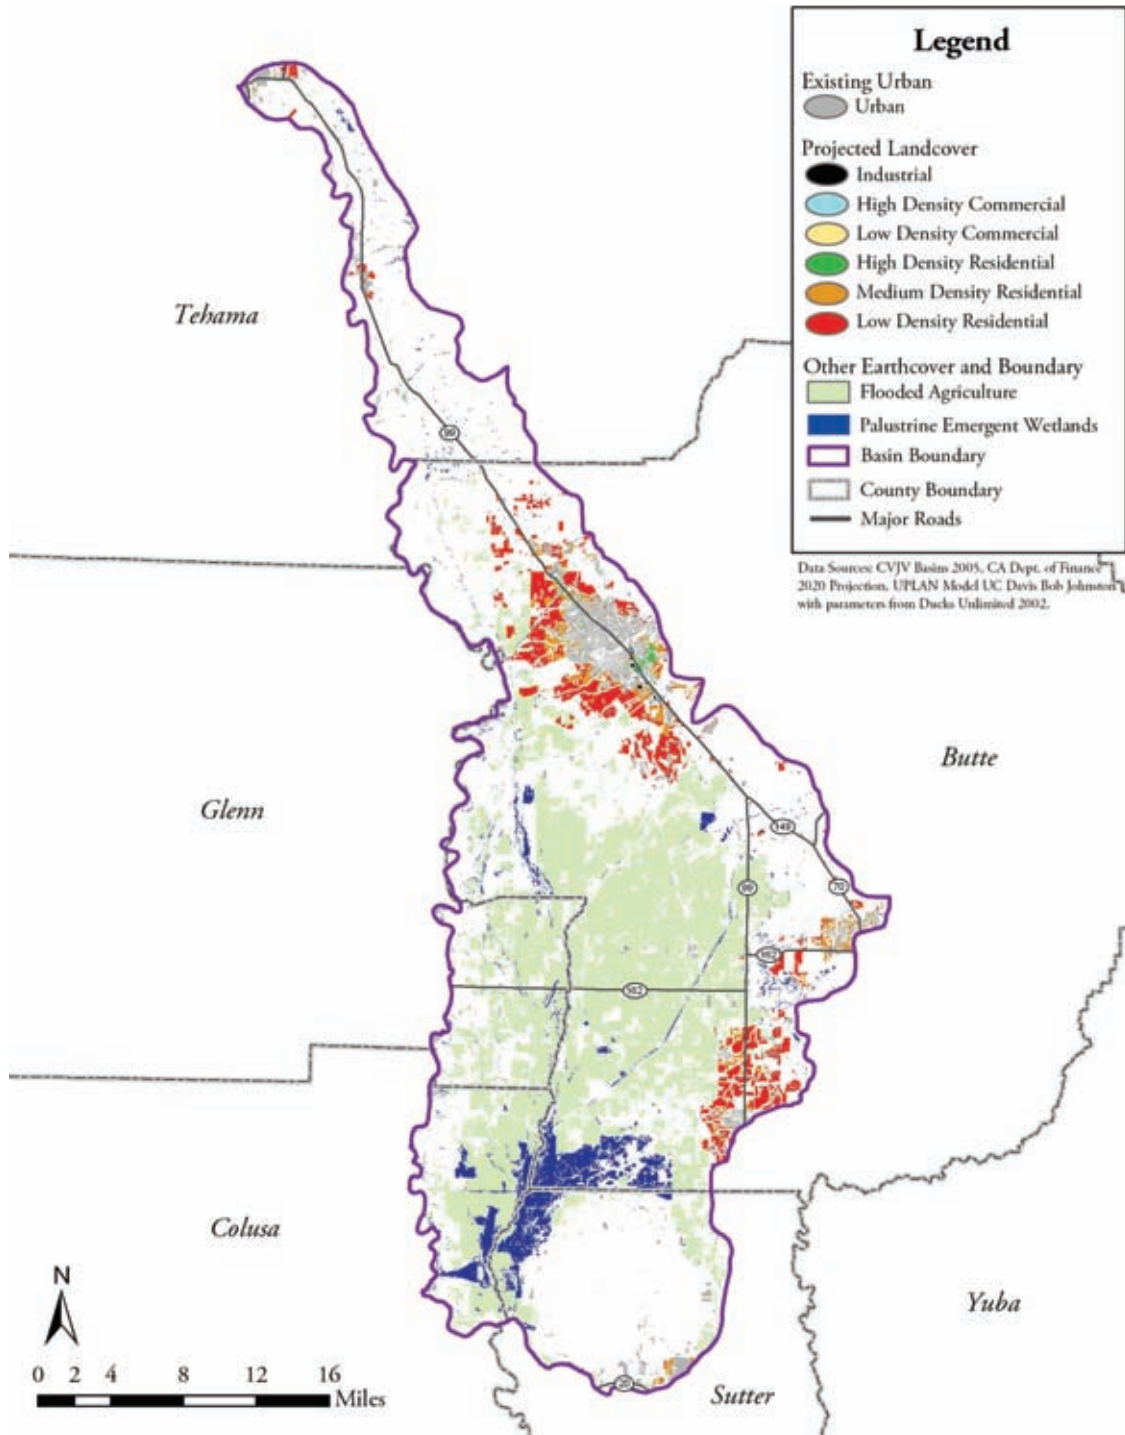 Legend
Existing Urban
Urban
Projected Landcover
Industrial
High Density Commercial
Low Density Commercial
High Density Residential
Medium Density Residential
Low Density Residential
Other Earthcover and Boundary
Flooded Agriculture
Palustrine Emergent Wetlands
Basin Boundary
County Boundary
Major Roads
Data Sources: CVJV Basins 2005, CA Dept. of Finance
2020 Projection, UPLAN Model UC Davis Bob Johnston
with parameters from Ducks Unlimited 2002.
Tehama
99
Butte
Glenn
149
99
70
162
162
Colusa
N
Yuba
0 2 4 8 12 16
Miles
20
Sutter